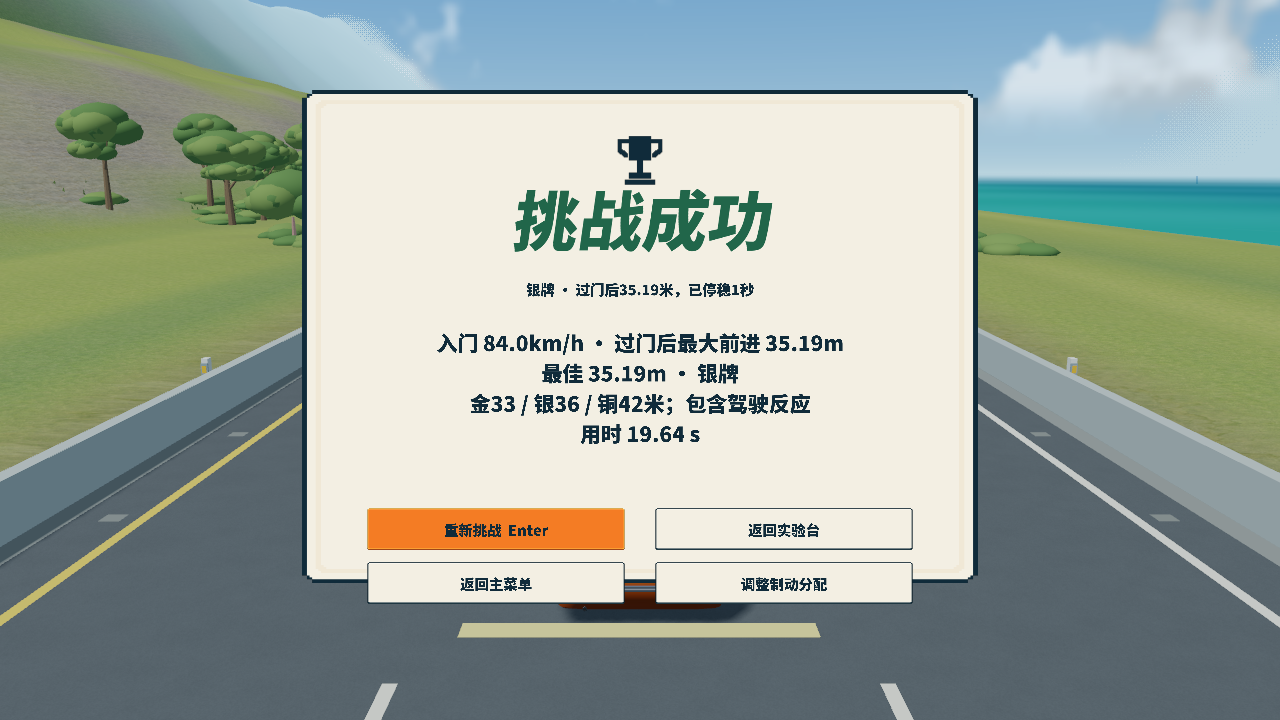 挑战成功
银牌 · 过门后35.19米，已停稳1秒
入门 84.0km/h · 过门后最大前进 35.19m
最佳 35.19m · 银牌
金33 / 银36 / 铜42米；包含驾驶反应
用时 19.64 s
重新挑战 Enter
返回实验台
返回主菜单
调整制动分配